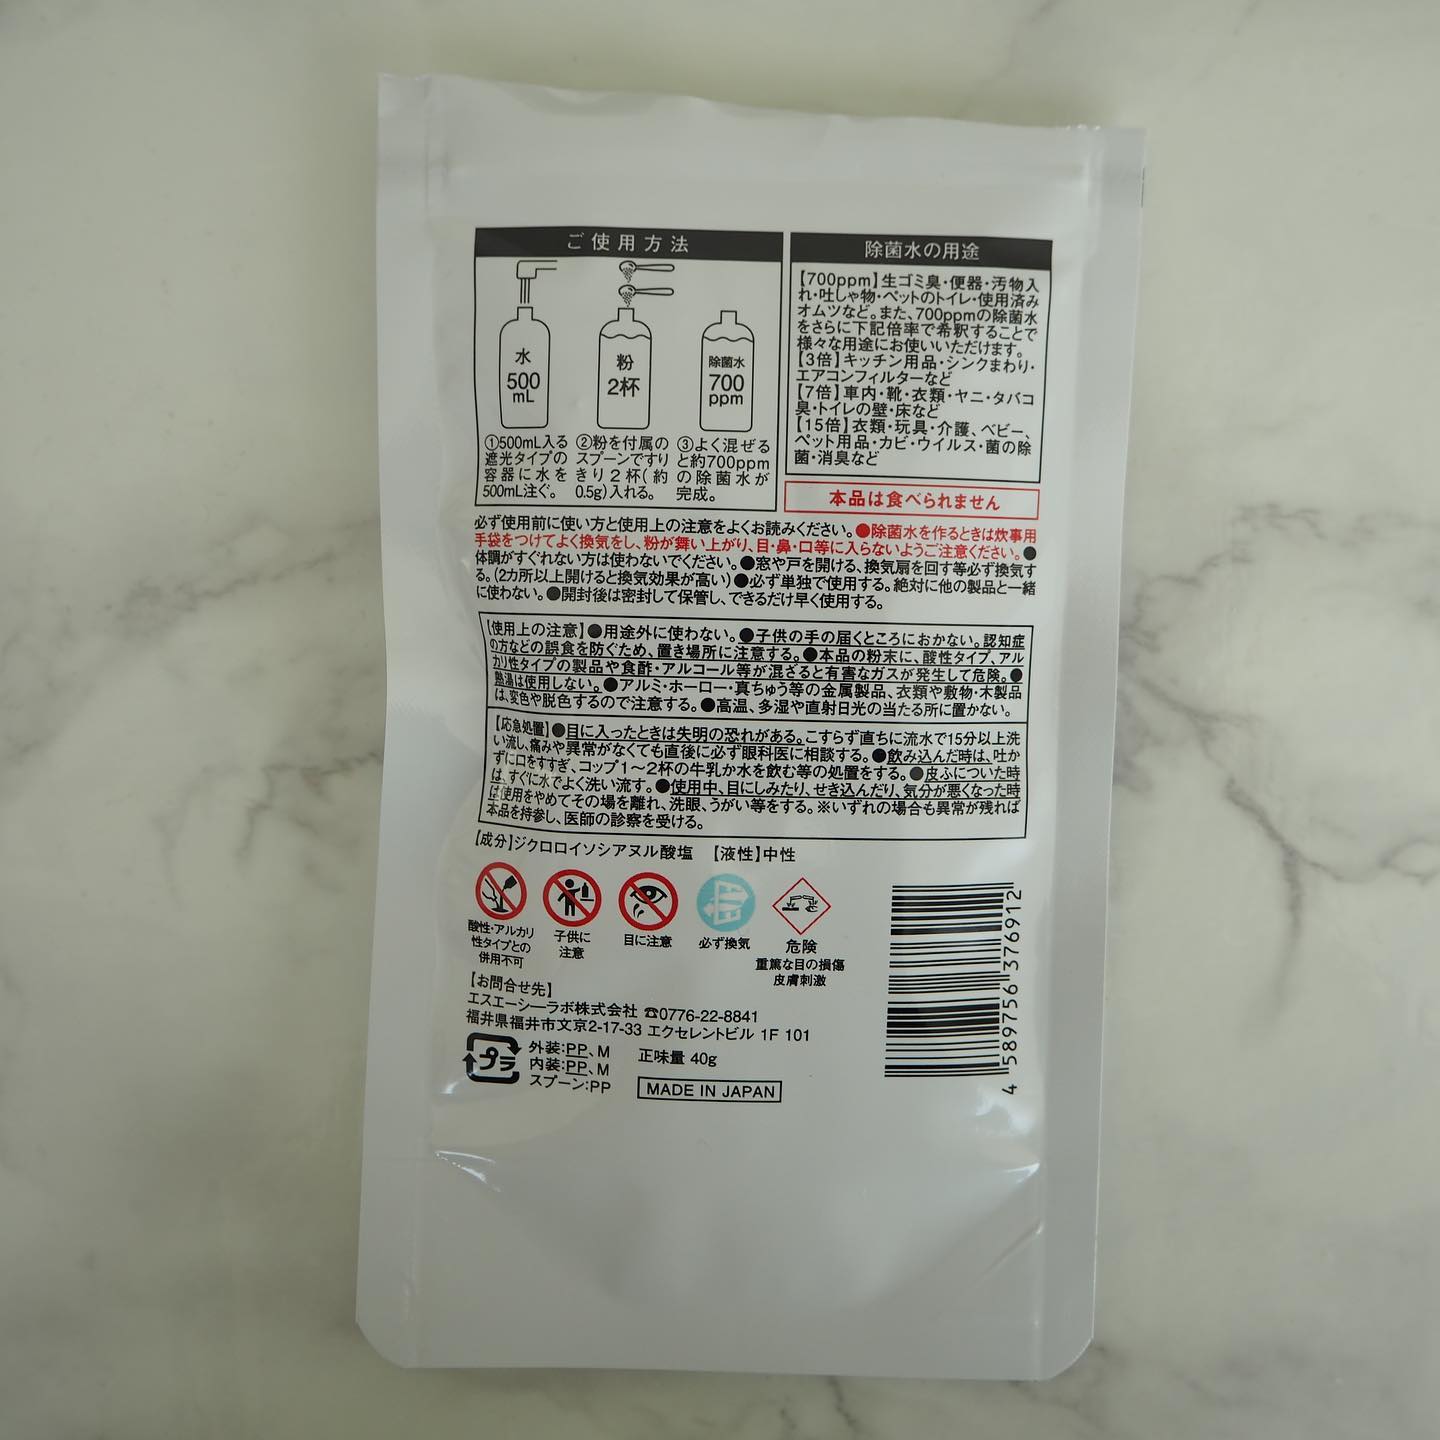 ご使用方法
水
500
mL
粉
2杯
除菌水
700
ppm
①500mL入る
遮光タイプの
容器に水を
500mL注ぐ。
②粉を付属の
スプーンですり
きり2杯(約
0.5g)入れる。
③よく混ぜる
と約700ppm
の除菌水が
完成。
除菌水の用途
【700ppm】生ゴミ臭・便器・汚物入
れ・吐しゃ物・ペットのトイレ・使用済み
オムツなど。また、700ppmの除菌水
をさらに下記倍率で希釈することで
様々な用途にお使いいただけます。
【3倍】キッチン用品・シンクまわり・
エアコンフィルターなど
【7倍】車内・靴・衣類・ヤニ・タバコ
臭・トイレの壁・床など
【15倍】衣類・玩具・介護、ベビー、
ペット用品・カビ・ウイルス・菌の除
菌・消臭など
本品は食べられません
必ず使用前に使い方と使用上の注意をよくお読みください。●除菌水を作るときは炊事用
手袋をつけてよく換気をし、粉が舞い上がり、目・鼻・口等に入らないようご注意ください。●
体調がすぐれない方は使わないでください。●窓や戸を開ける、換気扇を回す等必ず換気す
る。(2カ所以上開けると換気効果が高い)●必ず単独で使用する。絶対に他の製品と一緒
に使わない。●開封後は密封して保管し、できるだけ早く使用する。
【使用上の注意】●用途外に使わない。●子供の手の届くところにおかない。認知症
の方などの誤食を防ぐため、置き場所に注意する。●本品の粉末に、酸性タイプ、アル
カリ性タイプの製品や食酢・アルコール等が混ざると有害なガスが発生して危険。●
熱湯は使用しない。●アルミ・ホーロー・真ちゅう等の金属製品、衣類や敷物・木製品
は、変色や脱色するので注意する。●高温、多湿や直射日光の当たる所に置かない。
【応急処置】●目に入ったときは失明の恐れがある。こすらず直ちに流水で15分以上洗
い流し、痛みや異常がなくても直後に必ず眼科医に相談する。●飲み込んだ時は、吐か
ずに口をすすぎ、コップ1〜2杯の牛乳か水を飲む等の処置をする。●皮ふについた時
は、すぐに水でよく洗い流す。●使用中、目にしみたり、せき込んだり、気分が悪くなった時
は使用をやめてその場を離れ、洗眼、うがい等をする。※いずれの場合も異常が残れば
本品を持参し、医師の診察を受ける。
【成分】ジクロロイソシアヌル酸塩 【液性】中性
酸性・アルカリ
性タイプとの
併用不可
子供に
注意
目に注意
必ず換気
危険
重篤な目の損傷
皮膚刺激
【お問合せ先】
エスエーシーラボ株式会社 ☎0776-22-8841
福井県福井市文京2-17-33 エクセレントビル 1F 101
プラ
外装:PP、M
内装:PP、M
スプーン:PP
正味量 40g
MADE IN JAPAN
4 589756 376912